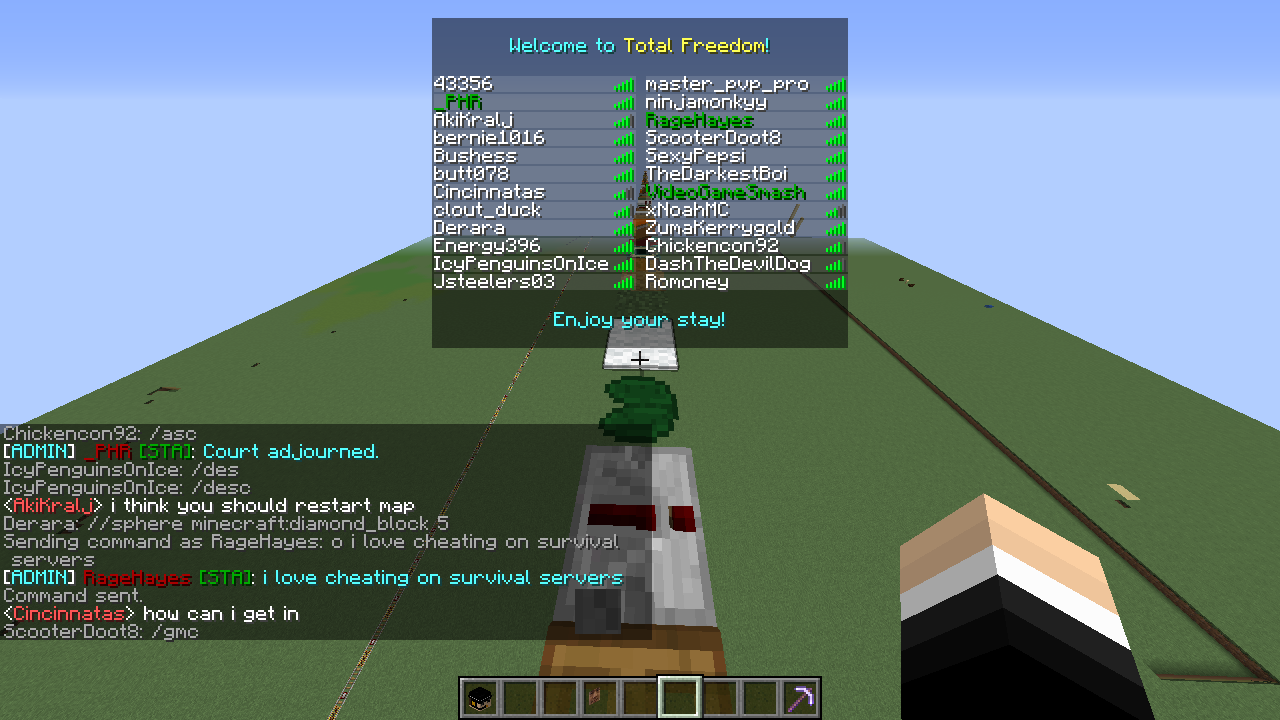 Welcome to Total Freedom!
43356
master_pvp_pro
_PHR
ninjamonkyy
AkiKralj
RageHayes
bernie1016
ScooterDoot8
Bushess
SexyPepsi
butt078
TheDarkestBoi
Cincinnatas
VideoGameSmash
clout_duck
xNoahMC
Derara
ZumaKerrygold
Energy396
Chickencon92
IcyPenguinsOnIce
DashTheDevilDog
Jsteelers03
Romoney
Enjoy your stay!
Chickencon92: /asc
[ADMIN] _PHR [STA]: Court adjourned.
IcyPenguinsOnIce: /des
IcyPenguinsOnIce: /desc
<AkiKralj> i think you should restart map
Derara: //sphere minecraft:diamond_block 5
Sending command as RageHayes: o i love cheating on survival
servers
[ADMIN] RageHayes [STA]: i love cheating on survival servers
Command sent.
<Cincinnatas> how can i get in
ScooterDoot8: /gmc